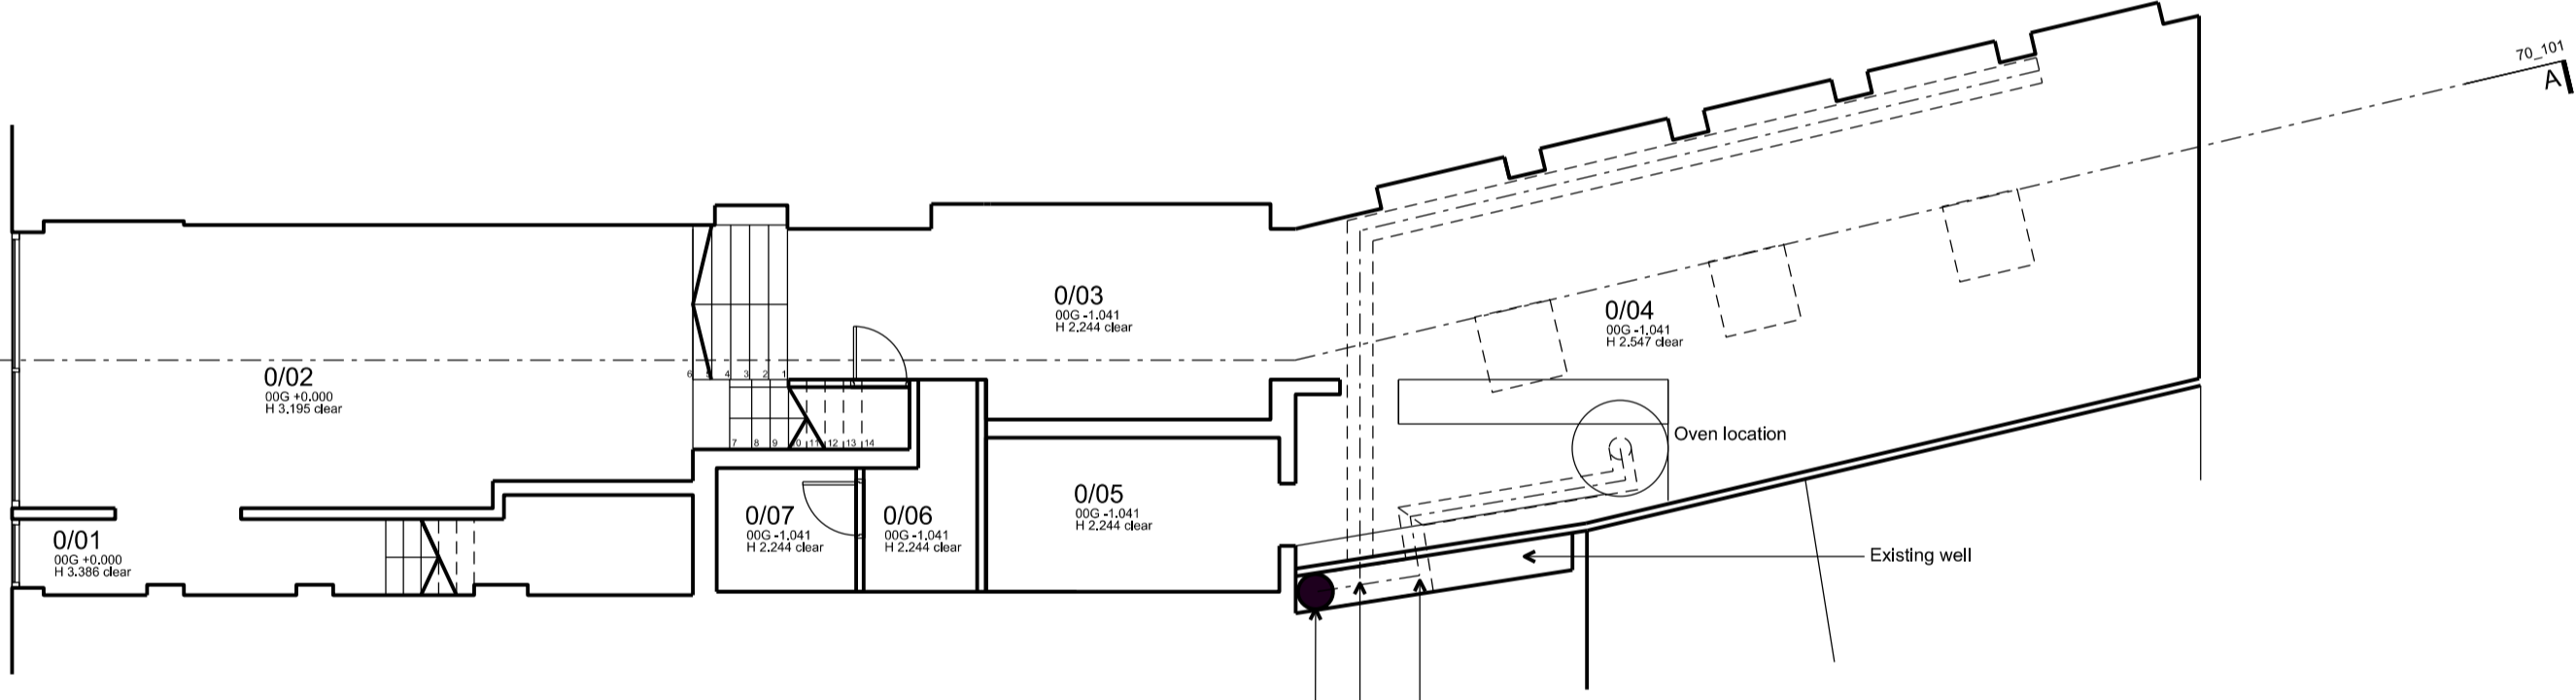 70_101
A
0/03
00G -1.041
H 2.244 clear
0/04
00G -1.041
H 2.547 clear
0/02
00G +0.000
H 3.195 clear
6 5 4 3 2 1
7 8 9 10 11 12 13 14
Oven location
0/05
00G -1.041
H 2.244 clear
0/07
00G -1.041
H 2.244 clear
0/06
00G -1.041
H 2.244 clear
0/01
00G +0.000
H 3.386 clear
Existing well